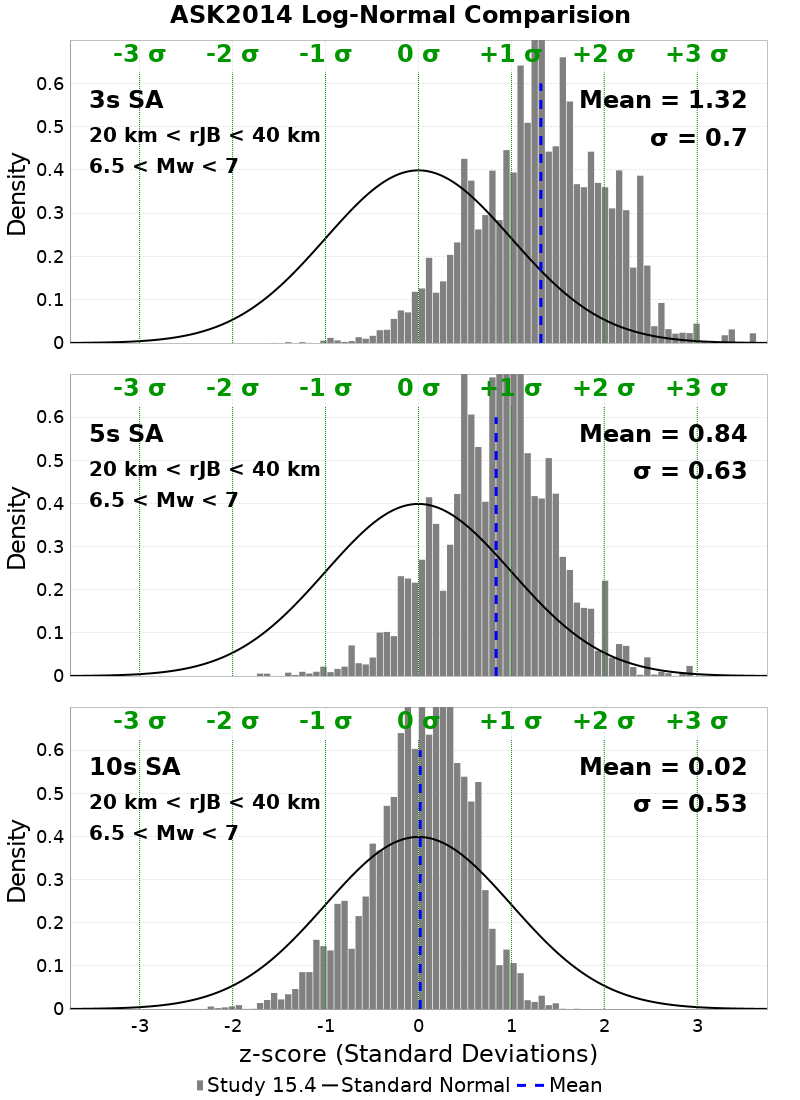 ASK2014 Log-Normal Comparision
-3 σ -2 σ -1 σ 0 σ +1 σ +2 σ +3 σ
3s SA
Mean = 1.32
20 km < rJB < 40 km
σ = 0.7
6.5 < Mw < 7
0.6
0.5
0.4
0.3
0.2
0.1
0
Density
-3 σ -2 σ -1 σ 0 σ +1 σ +2 σ +3 σ
5s SA
Mean = 0.84
20 km < rJB < 40 km
σ = 0.63
6.5 < Mw < 7
0.6
0.5
0.4
0.3
0.2
0.1
0
Density
-3 σ -2 σ -1 σ 0 σ +1 σ +2 σ +3 σ
10s SA
Mean = 0.02
20 km < rJB < 40 km
σ = 0.53
6.5 < Mw < 7
0.6
0.5
0.4
0.3
0.2
0.1
0
Density
-3 -2 -1 0 1 2 3
z-score (Standard Deviations)
Study 15.4 Standard Normal Mean